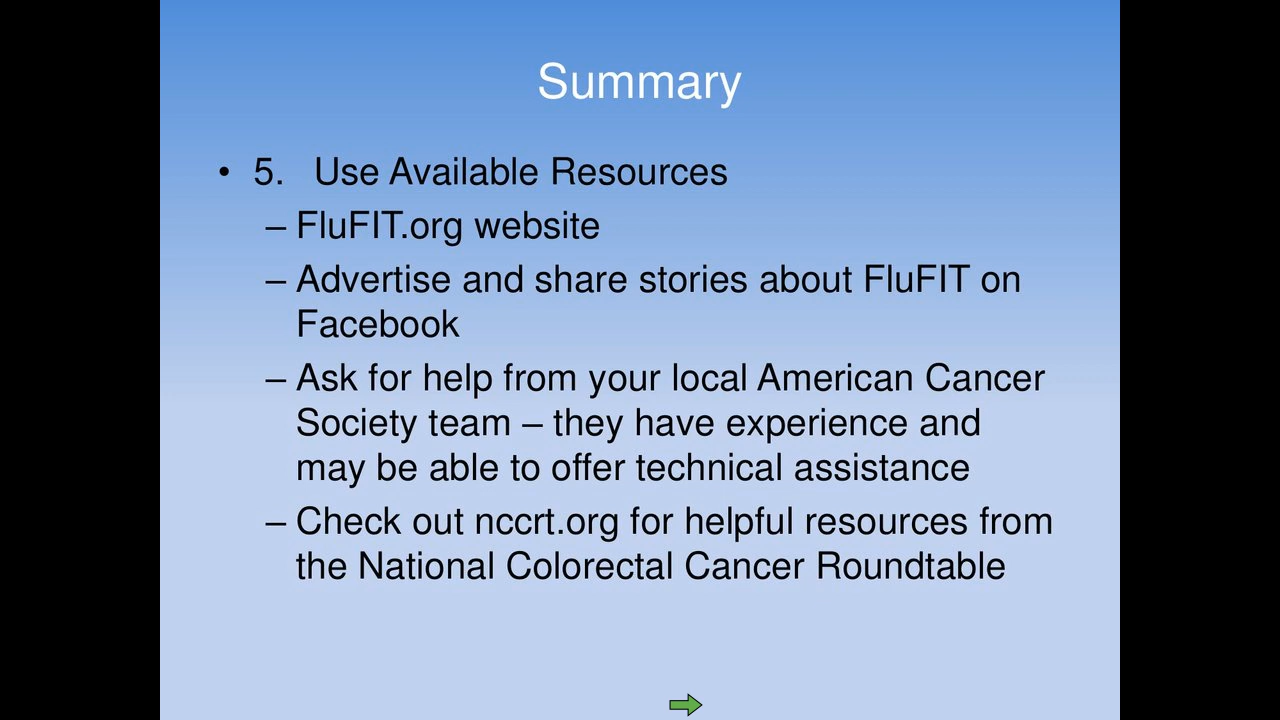 Summary
• 5. Use Available Resources
– FluFIT.org website
– Advertise and share stories about FluFIT on
Facebook
– Ask for help from your local American Cancer
Society team – they have experience and
may be able to offer technical assistance
– Check out nccrt.org for helpful resources from
the National Colorectal Cancer Roundtable